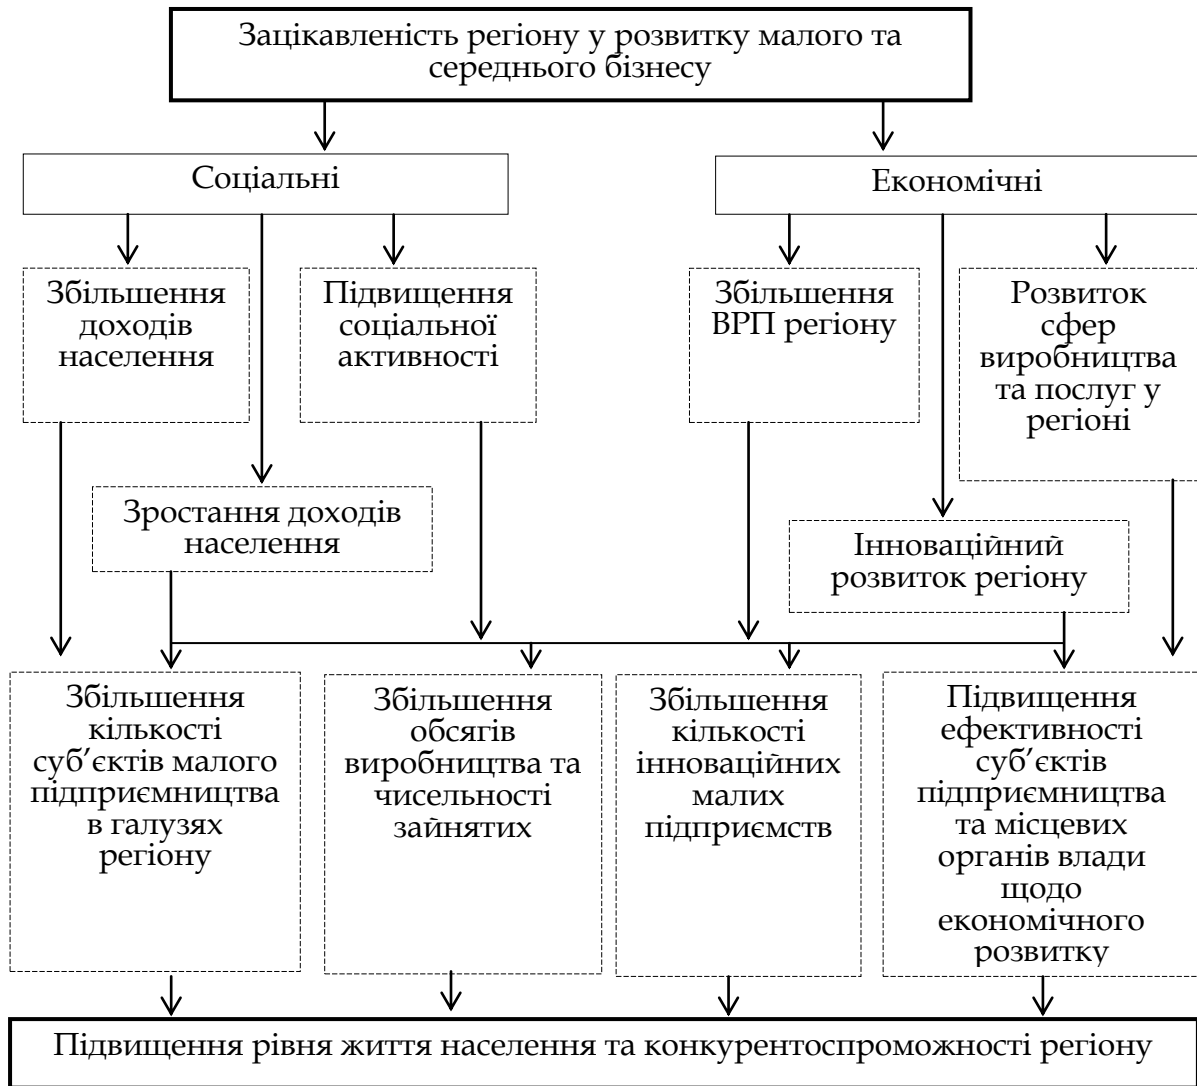 Зацікавленість регіону у розвитку малого та
середнього бізнесу
Соціальні
Економічні
Збільшення
доходів
населення
Підвищення
соціальної
активності
Збільшення
ВРП регіону
Розвиток
сфер
виробництва
та послуг у
регіоні
Зростання доходів
населення
Інноваційний
розвиток регіону
Збільшення
кількості
суб’єктів малого
підприємництва
в галузях
регіону
Збільшення
обсягів
виробництва та
чисельності
зайнятих
Збільшення
кількості
інноваційних
малих
підприємств
Підвищення
ефективності
суб’єктів
підприємництва
та місцевих
органів влади
щодо
економічного
розвитку
Підвищення рівня життя населення та конкурентоспроможності регіону